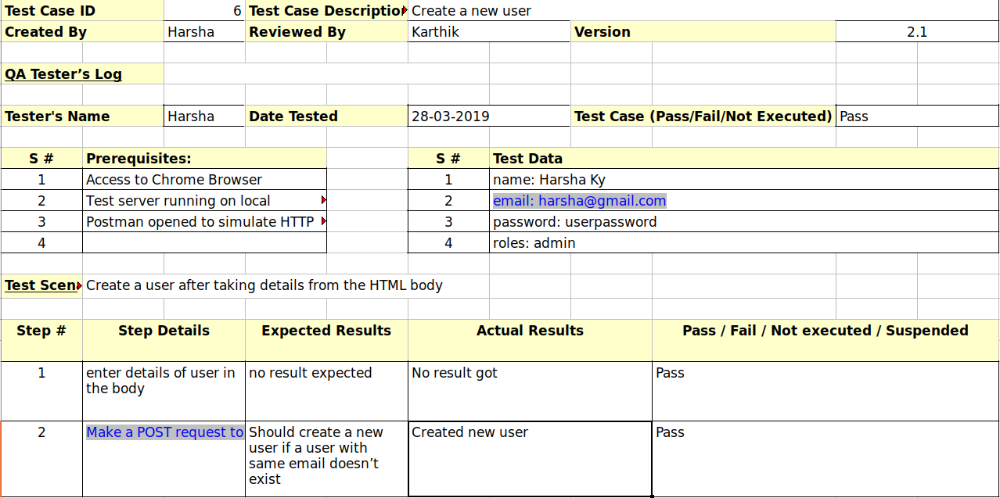 Test Case ID 6 Test Case Description Create a new user
Created By Harsha Reviewed By Karthik Version 2.1
QA Tester’s Log
Tester's Name Harsha Date Tested 28-03-2019 Test Case (Pass/Fail/Not Executed) Pass
S # Prerequisites: S # Test Data
1 Access to Chrome Browser 1 name: Harsha Ky
2 Test server running on local 2 email: harsha@gmail.com
3 Postman opened to simulate HTTP 3 password: userpassword
4 4 roles: admin
Test Scen Create a user after taking details from the HTML body
Step # Step Details Expected Results Actual Results Pass / Fail / Not executed / Suspended
1 enter details of user in no result expected No result got Pass
the body
2 Make a POST request to Should create a new Created new user Pass
user if a user with
same email doesn’t
exist